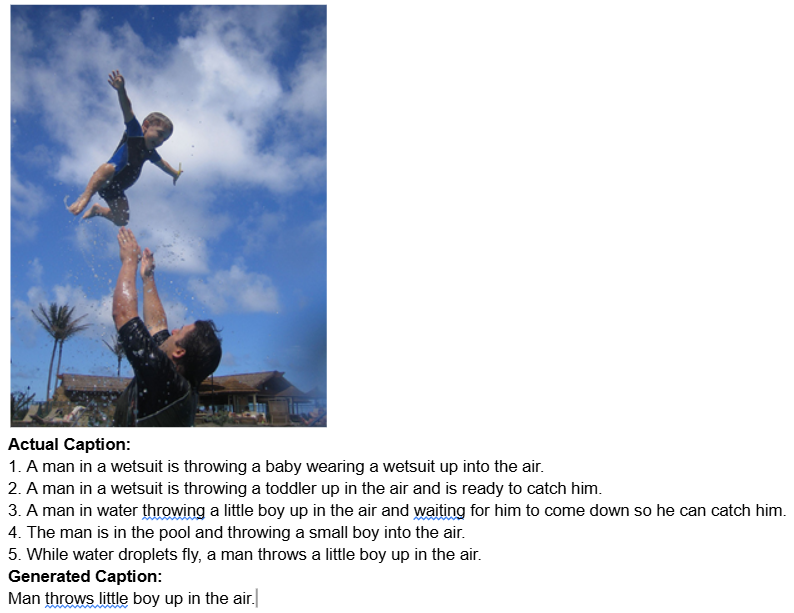 Actual Caption:
1. A man in a wetsuit is throwing a baby wearing a wetsuit up into the air.
2. A man in a wetsuit is throwing a toddler up in the air and is ready to catch him.
3. A man in water throwing a little boy up in the air and waiting for him to come down so he can catch him.
4. The man is in the pool and throwing a small boy into the air.
5. While water droplets fly, a man throws a little boy up in the air.
Generated Caption:
Man throws little boy up in the air.